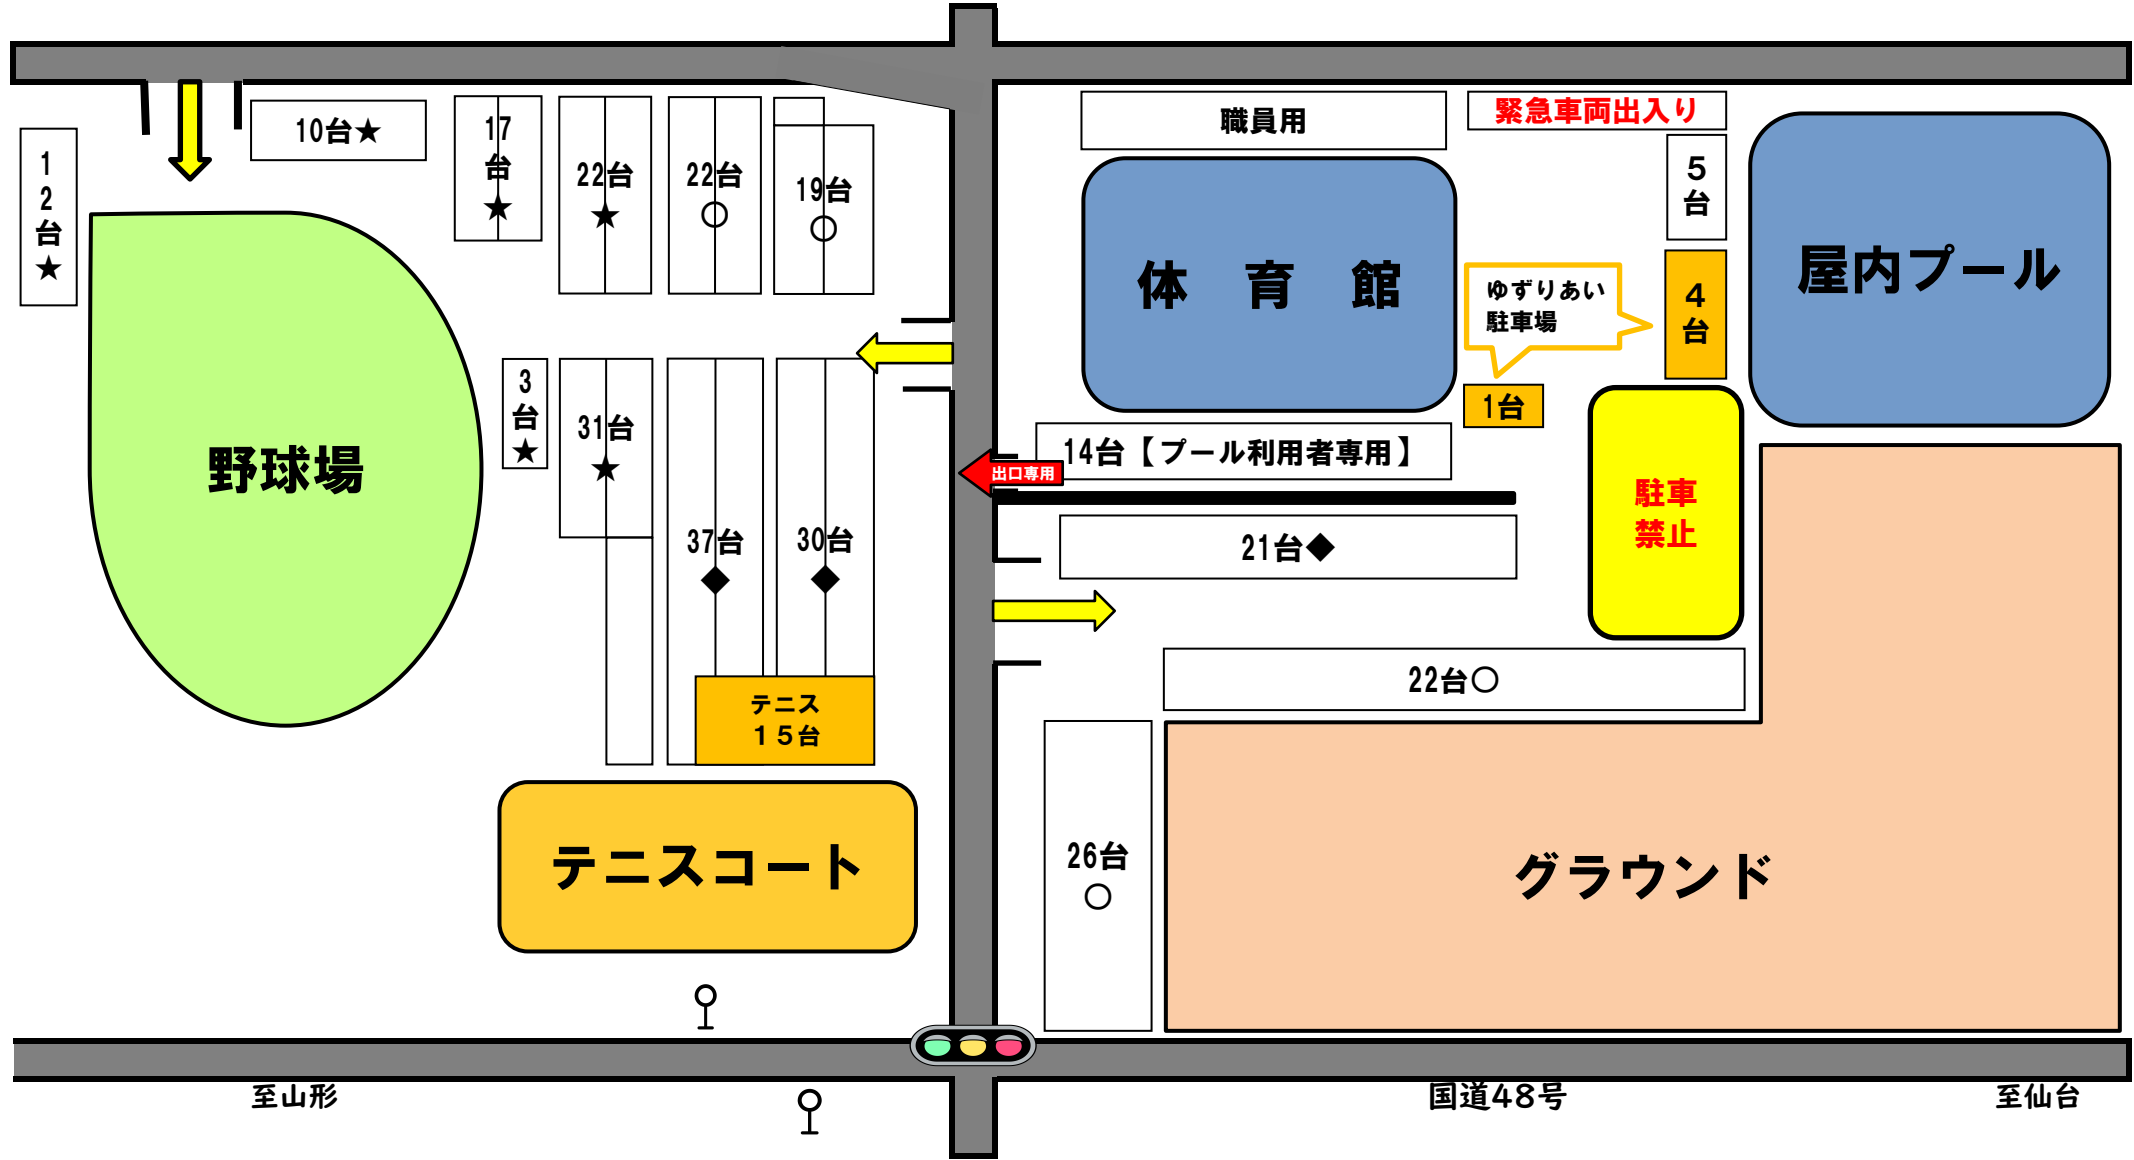 10台★
17
台
★
22台
★
22台
○
19台
○
職員用
緊急車両出入り
1
2
台
★
5
台
体 育 館
屋内プール
ゆずりあい
駐車場
4
台
1台
3
台
★
31台
★
野球場
14台【プール利用者専用】
出口専用
37台
◆
30台
◆
21台◆
駐車
禁止
22台○
テニス
15台
テニスコート
26台
○
グラウンド
至山形
国道48号
至仙台